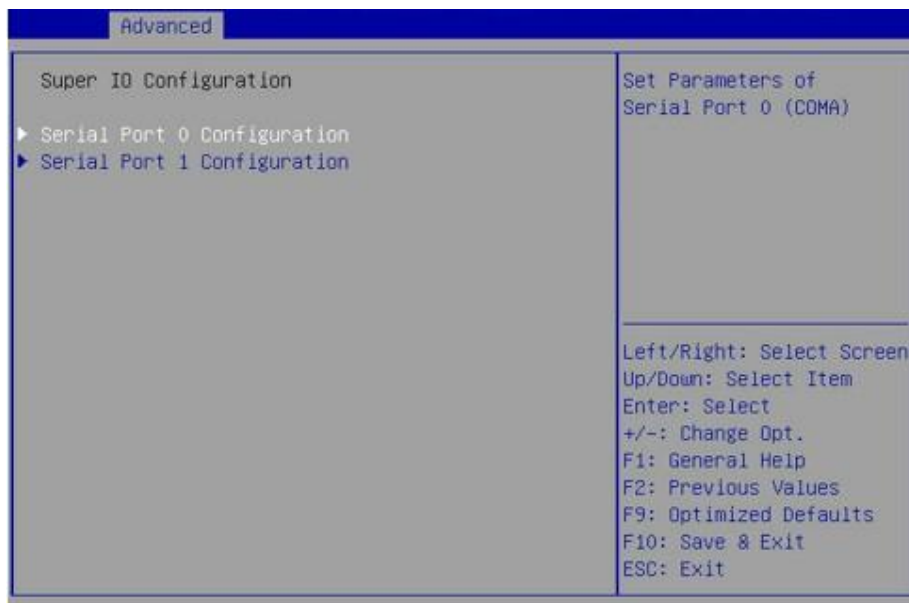 Advanced
Super IO Configuration
Serial Port 0 Configuration
Serial Port 1 Configuration
Set Parameters of
Serial Port 0 (COMA)
Left/Right: Select Screen
Up/Down: Select Item
Enter: Select
+/-: Change Opt.
F1: General Help
F2: Previous Values
F9: Optimized Defaults
F10: Save & Exit
ESC: Exit